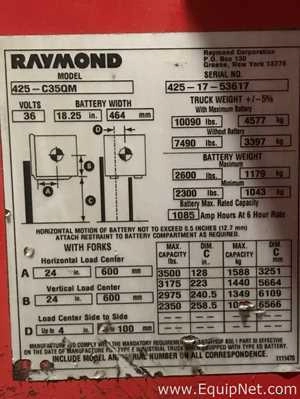 Raymond Corporation
P.O. Box 130
Greene, New York 13778
RAYMOND
MODEL
425-C35QM
SERIAL NO.
425-17-53617
VOLTS
BATTERY WIDTH
36
18.25 in.
464 mm
TRUCK WEIGHT +/-5%
With Maximum Battery
10090 lbs.
4577 kg
Without Battery
7490 lbs.
3397 kg
BATTERY WEIGHT
Maximum
2600 lbs.
1179 kg
Minimum
2300 lbs.
1043 kg
Battery Max. Rated Capacity
1085 Amp Hours At 6 Hour Rate
D
B
A
C
HORIZONTAL MOTION OF BATTERY NOT TO EXCEED 0.5 INCHES (12.7 mm)
ATTACH RESTRAINT TO BATTERY COMPARTMENT AS REQUIRED.
WITH FORKS
Horizontal Load Center
A 24 in. 600 mm
Vertical Load Center
B 24 in. 600 mm
Load Center Side to Side
D Up to 4 in. to 100 mm
MAX. CAPACITY lbs.
DIM. C in
MAX. CAPACITY kg
DIM. C mm
3500 128 1588 3251
3175 223 1440 5664
2975 240.5 1349 6109
2350 258.5 1066 6566
INCLUDE MODEL AND SERIAL NUMBER ON ALL CORRESPONDENCE.
www.EquipNet.com